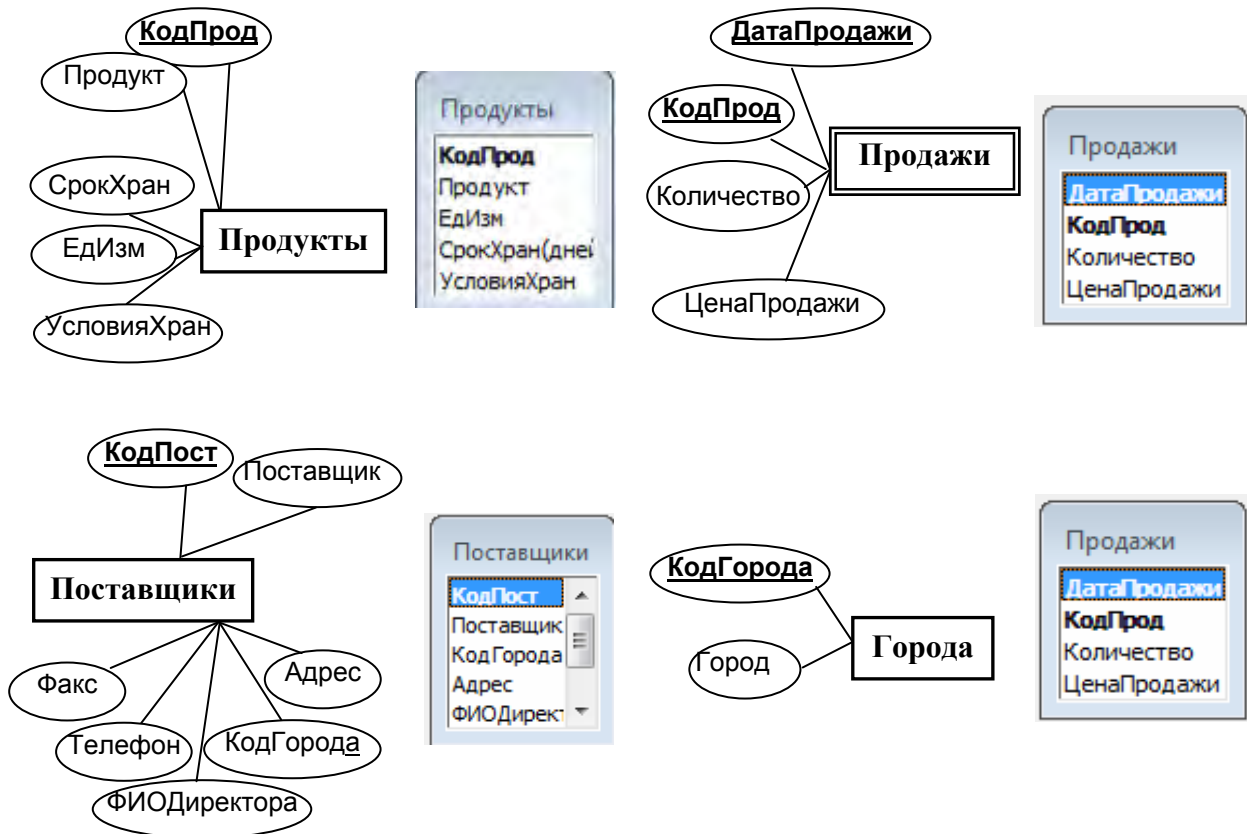 КодПрод
Продукт
СрокХран
ЕдИзм
УсловияХран
Продукты
Продукты
КодПрод
Продукт
ЕдИзм
СрокХран(дней
УсловияХран
ДатаПродажи
КодПрод
Количество
ЦенаПродажи
Продажи
Продажи
ДатаПродажи
КодПрод
Количество
ЦенаПродажи
КодПост
Поставщик
Поставщики
Факс
Телефон
ФИОДиректора
КодГорода
Адрес
Поставщики
КодПост
Поставщик
КодГорода
Адрес
ФИОДирект
КодГорода
Город
Города
Продажи
ДатаПродажи
КодПрод
Количество
ЦенаПродажи